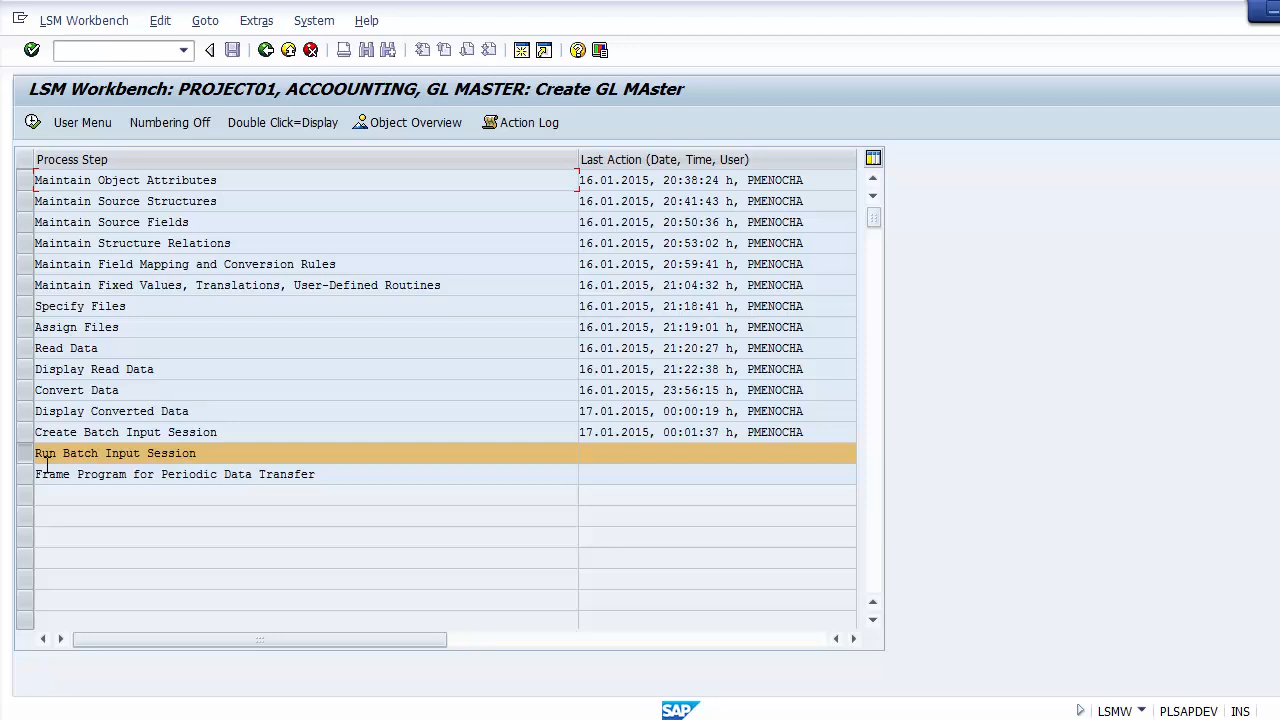 LSM Workbench Edit Goto Extras System Help
LSM Workbench: PROJECT01, ACCOOUNTING, GL MASTER: Create GL MAster
User Menu Numbering Off Double Click=Display Object Overview Action Log
Process Step Last Action (Date, Time, User)
Maintain Object Attributes 16.01.2015, 20:38:24 h, PMENOCHA
Maintain Source Structures 16.01.2015, 20:41:43 h, PMENOCHA
Maintain Source Fields 16.01.2015, 20:50:36 h, PMENOCHA
Maintain Structure Relations 16.01.2015, 20:53:02 h, PMENOCHA
Maintain Field Mapping and Conversion Rules 16.01.2015, 20:59:41 h, PMENOCHA
Maintain Fixed Values, Translations, User-Defined Routines 16.01.2015, 21:04:32 h, PMENOCHA
Specify Files 16.01.2015, 21:18:41 h, PMENOCHA
Assign Files 16.01.2015, 21:19:01 h, PMENOCHA
Read Data 16.01.2015, 21:20:27 h, PMENOCHA
Display Read Data 16.01.2015, 21:22:38 h, PMENOCHA
Convert Data 16.01.2015, 23:56:15 h, PMENOCHA
Display Converted Data 17.01.2015, 00:00:19 h, PMENOCHA
Create Batch Input Session 17.01.2015, 00:01:37 h, PMENOCHA
Run Batch Input Session
Frame Program for Periodic Data Transfer
SAP LSMW PLSAPDEV INS